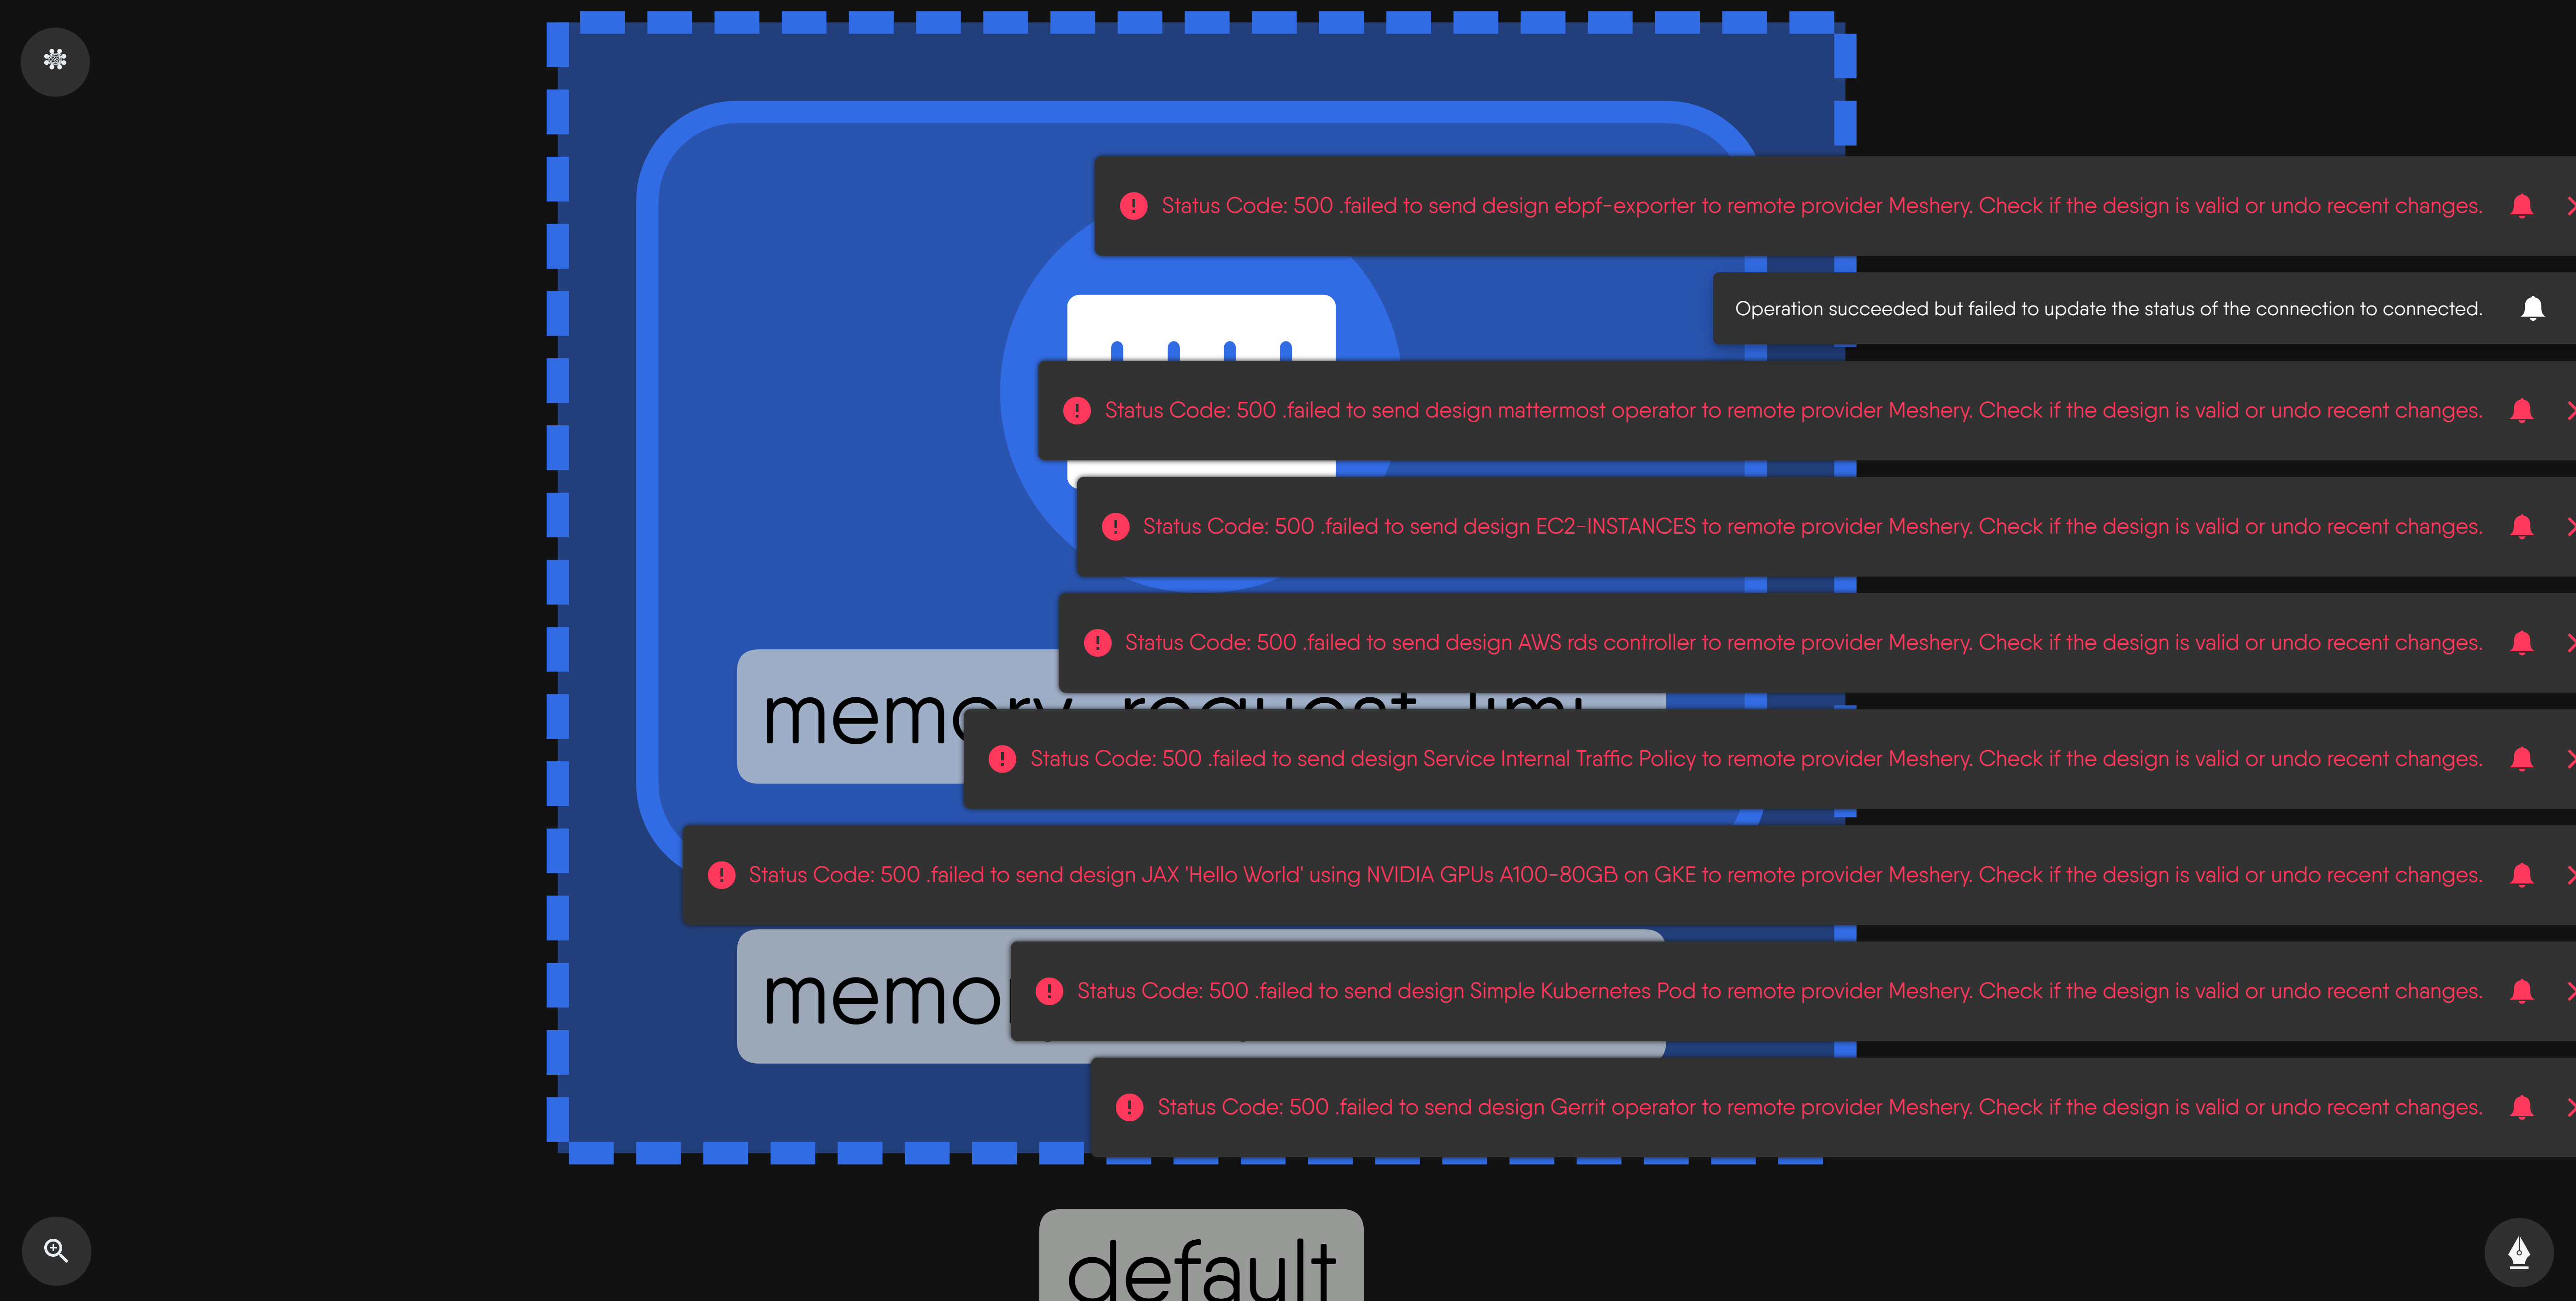 Status Code: 500 .failed to send design ebpf-exporter to remote provider Meshery. Check if the design is valid or undo recent changes.
Operation succeeded but failed to update the status of the connection to connected.
Status Code: 500 .failed to send design mattermost operator to remote provider Meshery. Check if the design is valid or undo recent changes.
Status Code: 500 .failed to send design EC2-INSTANCES to remote provider Meshery. Check if the design is valid or undo recent changes.
Status Code: 500 .failed to send design AWS rds controller to remote provider Meshery. Check if the design is valid or undo recent changes.
memory request limi
Status Code: 500 .failed to send design Service Internal Traffic Policy to remote provider Meshery. Check if the design is valid or undo recent changes.
Status Code: 500 .failed to send design JAX 'Hello World' using NVIDIA GPUs A100-80GB on GKE to remote provider Meshery. Check if the design is valid or undo recent changes.
memo
Status Code: 500 .failed to send design Simple Kubernetes Pod to remote provider Meshery. Check if the design is valid or undo recent changes.
Status Code: 500 .failed to send design Gerrit operator to remote provider Meshery. Check if the design is valid or undo recent changes.
default